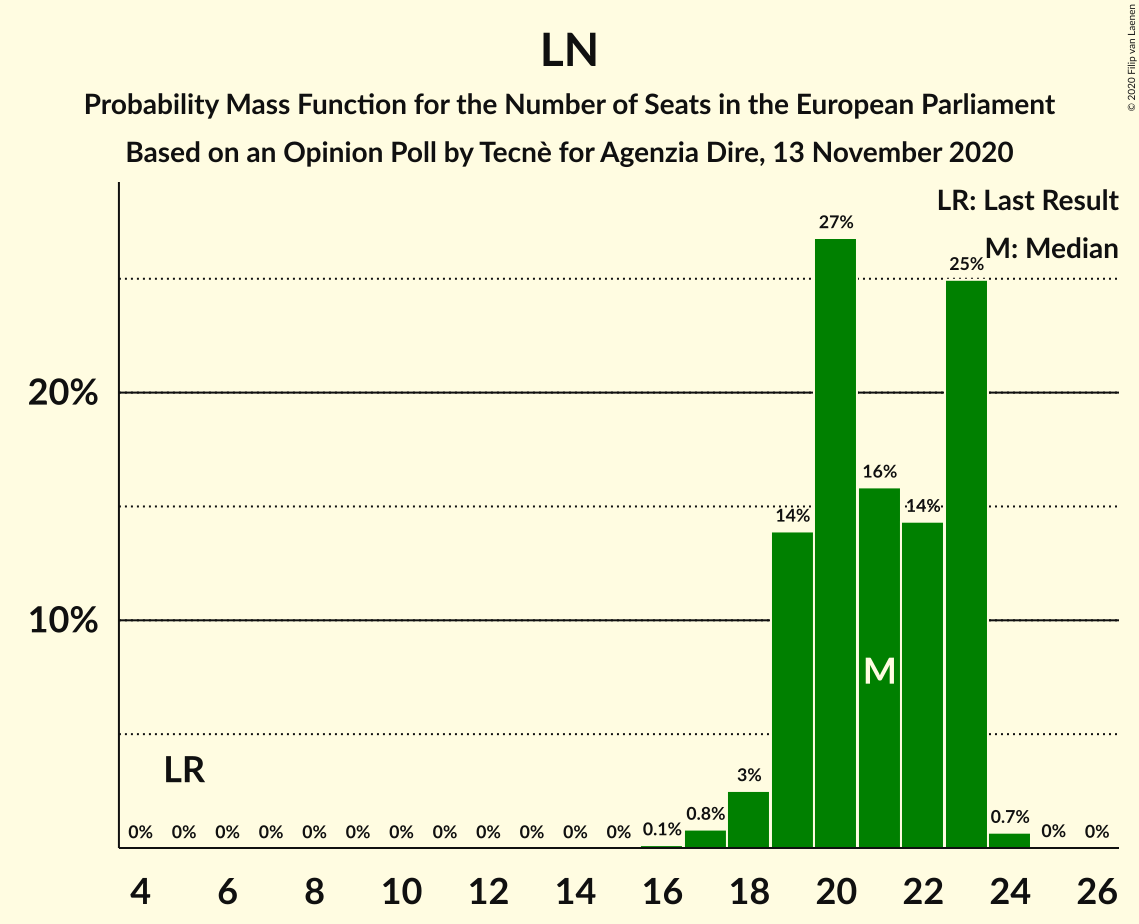 LN
Probability Mass Function for the Number of Seats in the European Parliament
Based on an Opinion Poll by Tecnè for Agenzia Dire, 13 November 2020
© 2020 Filip van Laenen
LR: Last Result
M: Median
27%
25%
20%
16%
14%
14%
10%
M
LR
3%
0% 0% 0% 0% 0% 0% 0% 0% 0% 0% 0% 0% 0.1% 0.8% 0.7% 0% 0%
4 6 8 10 12 14 16 18 20 22 24 26